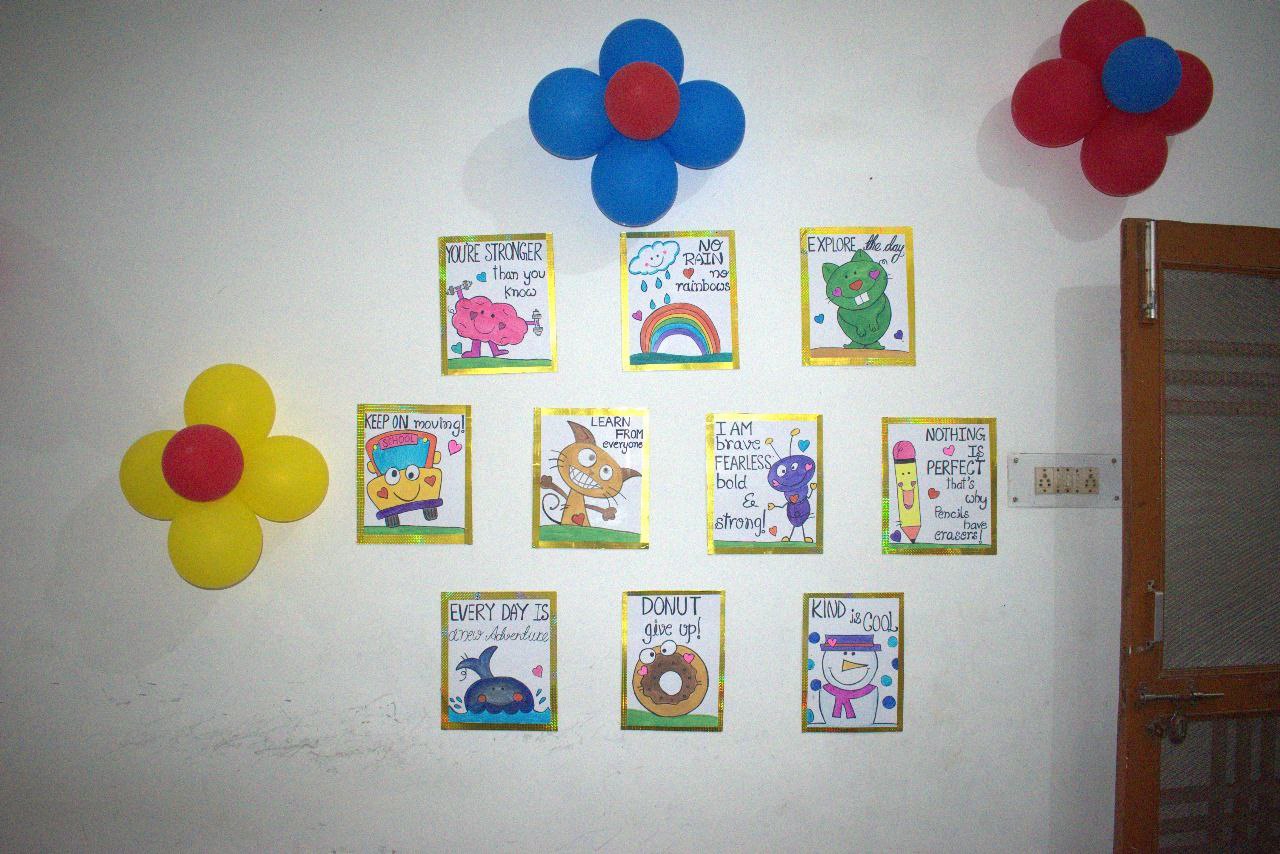 YOU'RE STRONGER
than you
know
NO
RAIN
no
rainbows
EXPLORE the day
KEEP ON moving!
SCHOOL
LEARN
FROM
everyone
I AM
brave
FEARLESS
bold
&
strong!
NOTHING
IS
PERFECT
that's
why
Pencils
have
erasers!
EVERY DAY IS
a new Adventure
DONUT
give up!
KIND is COOL